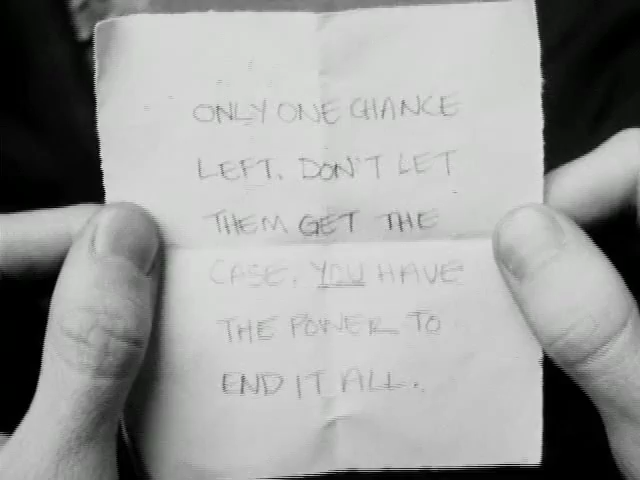 ONLY ONE CHANCE
LEFT. DON'T LET
THEM GET THE
CASE. YOU HAVE
THE POWER TO
END IT ALL.